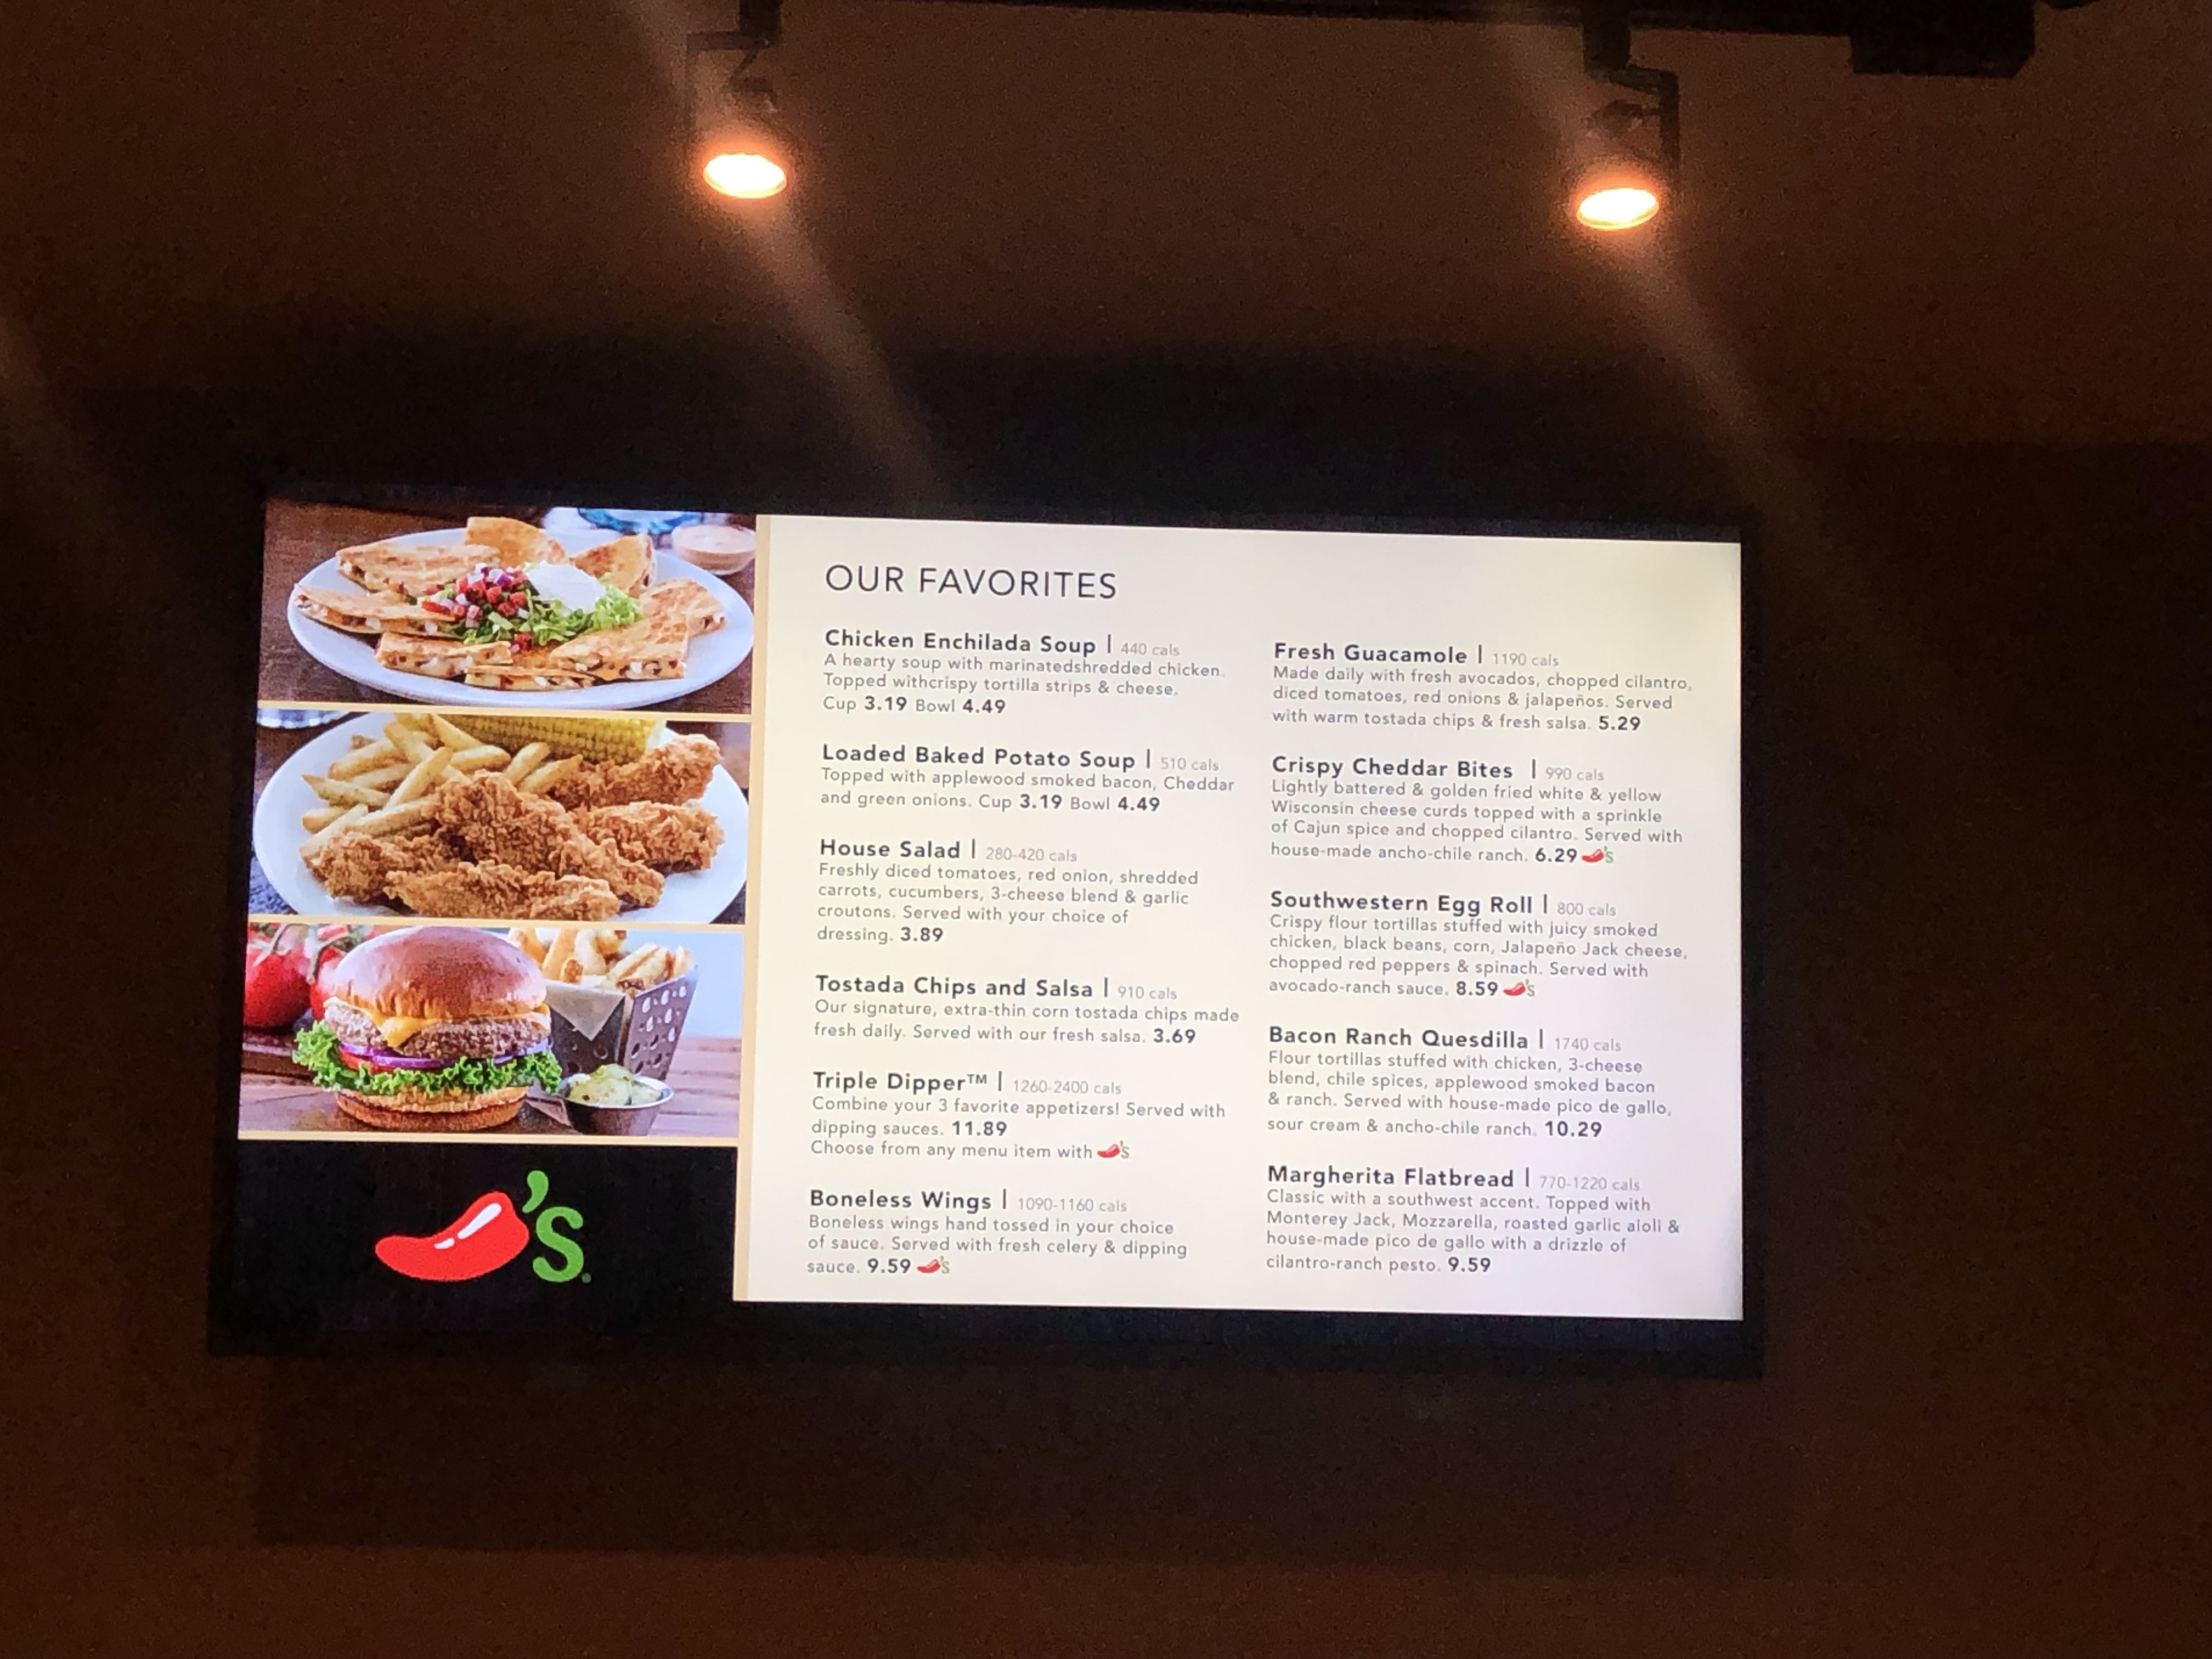 OUR FAVORITES
Chicken Enchilada Soup | 440 cals
A hearty soup with marinatedshredded chicken.
Topped withcrispy tortilla strips & cheese.
Cup 3.19 Bowl 4.49
Loaded Baked Potato Soup | 510 cals
Topped with applewood smoked bacon, Cheddar
and green onions. Cup 3.19 Bowl 4.49
House Salad | 280-420 cals
Freshly diced tomatoes, red onion, shredded
carrots, cucumbers, 3-cheese blend & garlic
croutons. Served with your choice of
dressing. 3.89
Tostada Chips and Salsa | 910 cals
Our signature, extra-thin corn tostada chips made
fresh daily. Served with our fresh salsa. 3.69
Triple Dipper™ | 1260-2400 cals
Combine your 3 favorite appetizers! Served with
dipping sauces. 11.89
Choose from any menu item with 's
Boneless Wings | 1090-1160 cals
Boneless wings hand tossed in your choice
of sauce. Served with fresh celery & dipping
sauce. 9.59 's
Fresh Guacamole | 1190 cals
Made daily with fresh avocados, chopped cilantro,
diced tomatoes, red onions & jalapeños. Served
with warm tostada chips & fresh salsa. 5.29
Crispy Cheddar Bites | 990 cals
Lightly battered & golden fried white & yellow
Wisconsin cheese curds topped with a sprinkle
of Cajun spice and chopped cilantro. Served with
house-made ancho-chile ranch. 6.29 's
Southwestern Egg Roll | 800 cals
Crispy flour tortillas stuffed with juicy smoked
chicken, black beans, corn, Jalapeño Jack cheese,
chopped red peppers & spinach. Served with
avocado-ranch sauce. 8.59 's
Bacon Ranch Quesdilla | 1740 cals
Flour tortillas stuffed with chicken, 3-cheese
blend, chile spices, applewood smoked bacon
& ranch. Served with house-made pico de gallo,
sour cream & ancho-chile ranch. 10.29
Margherita Flatbread | 770-1220 cals
Classic with a southwest accent. Topped with
Monterey Jack, Mozzarella, roasted garlic aioli &
house-made pico de gallo with a drizzle of
cilantro-ranch pesto. 9.59
's®